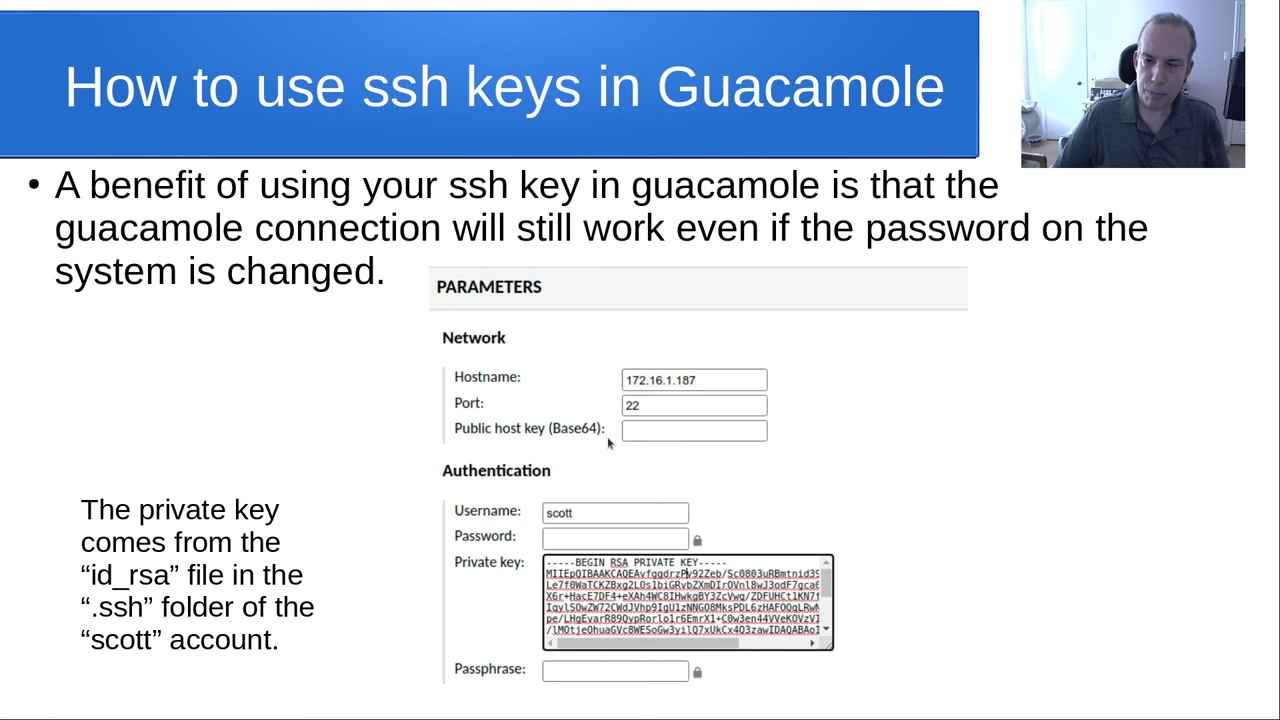 How to use ssh keys in Guacamole
• A benefit of using your ssh key in guacamole is that the
guacamole connection will still work even if the password on the
system is changed.
PARAMETERS
Network
Hostname: 172.16.1.187
Port: 22
Public host key (Base64):
Authentication
Username: scott
Password:
Private key: -----BEGIN RSA PRIVATE KEY-----
Passphrase:
The private key
comes from the
“id_rsa” file in the
“.ssh” folder of the
“scott” account.